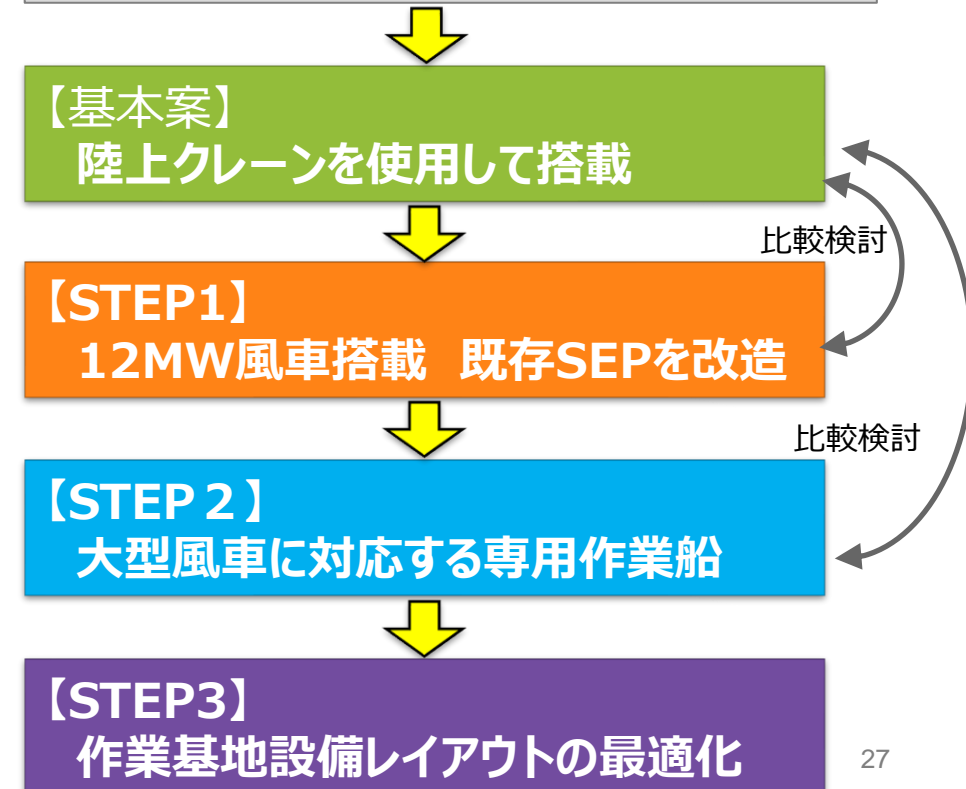 【基本案】
陸上クレーンを使用して搭載
比較検討
【STEP1】
12MW風車搭載　既存SEPを改造
比較検討
【STEP２】
大型風車に対応する専用作業船
【STEP3】
作業基地設備レイアウトの最適化
27